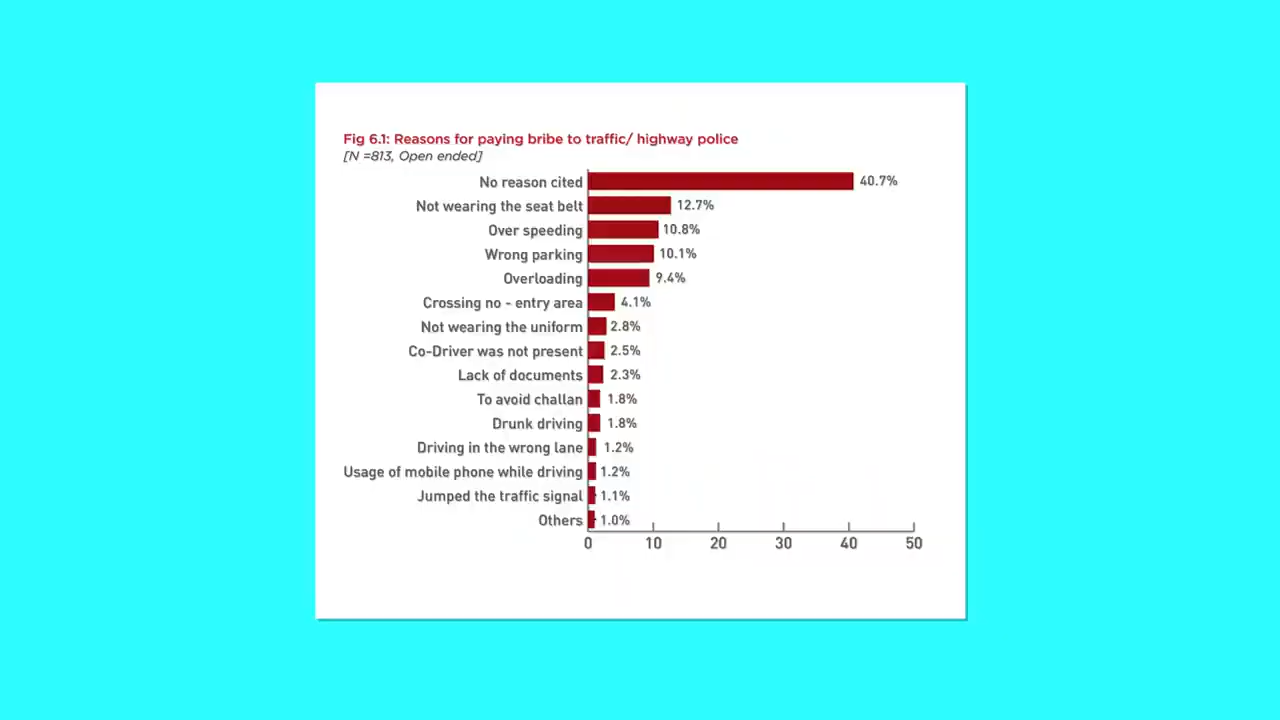 Fig 6.1: Reasons for paying bribe to traffic/ highway police
[N =813, Open ended]
No reason cited 40.7%
Not wearing the seat belt 12.7%
Over speeding 10.8%
Wrong parking 10.1%
Overloading 9.4%
Crossing no - entry area 4.1%
Not wearing the uniform 2.8%
Co-Driver was not present 2.5%
Lack of documents 2.3%
To avoid challan 1.8%
Drunk driving 1.8%
Driving in the wrong lane 1.2%
Usage of mobile phone while driving 1.2%
Jumped the traffic signal 1.1%
Others 1.0%
0 10 20 30 40 50